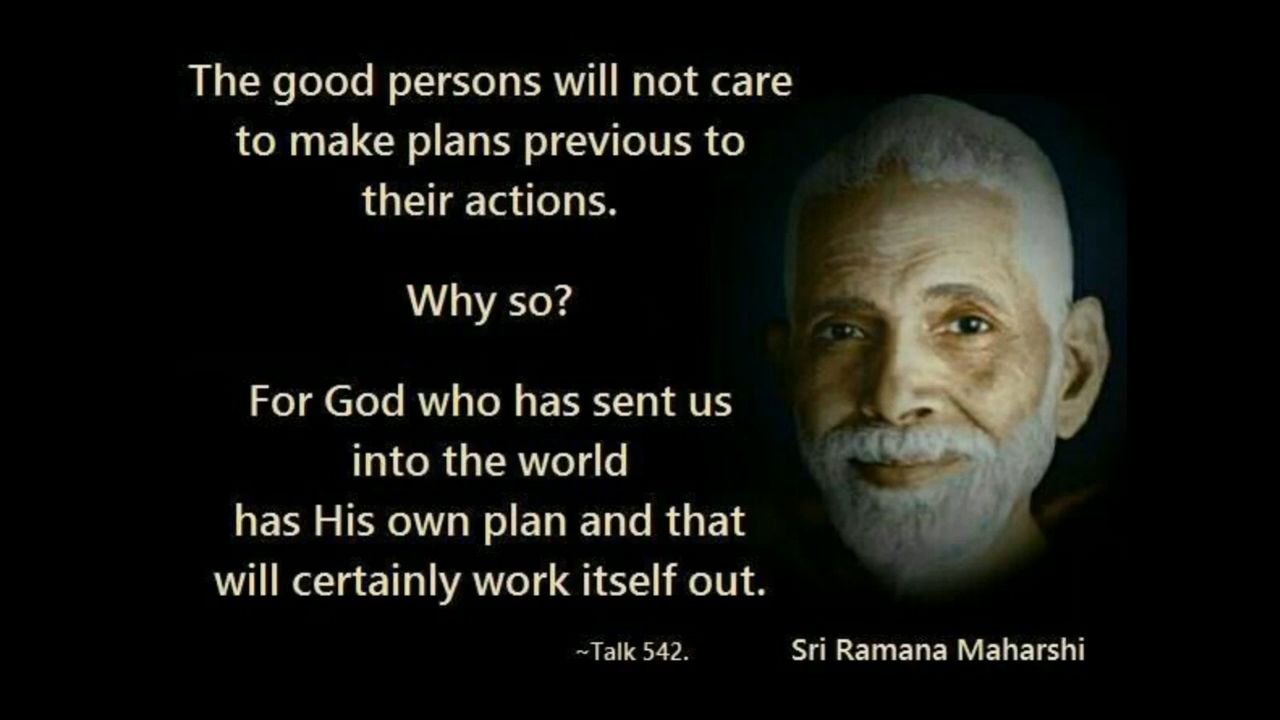 The good persons will not care
to make plans previous to
their actions.
Why so?
For God who has sent us
into the world
has His own plan and that
will certainly work itself out.
~Talk 542.
Sri Ramana Maharshi